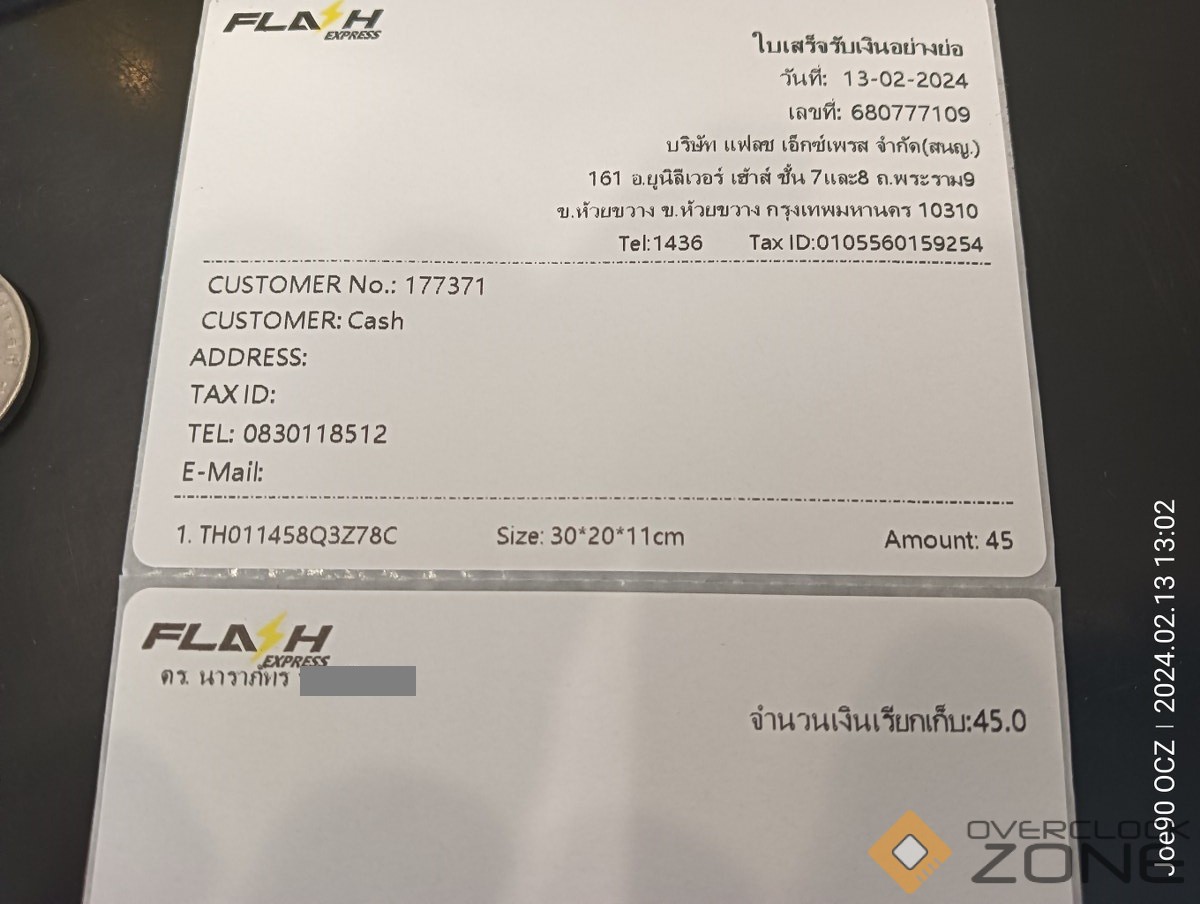 FLASH
EXPRESS
ใบเสร็จรับเงินอย่างย่อ
วันที่: 13-02-2024
เลขที่: 680777109
บริษัท แฟลช เอ็กซ์เพรส จำกัด(สนญ.)
161 อ.ยูนิลีเวอร์ เฮ้าส์ ชั้น 7และ8 ถ.พระราม9
ข.ห้วยขวาง ข.ห้วยขวาง กรุงเทพมหานคร 10310
Tel:1436 Tax ID:0105560159254
CUSTOMER No.: 177371
CUSTOMER: Cash
ADDRESS:
TAX ID:
TEL: 0830118512
E-Mail:
1. TH011458Q3Z78C Size: 30*20*11cm Amount: 45
FLASH
EXPRESS
ดร. นาราภัทร
จำนวนเงินเรียกเก็บ:45.0
OVERCLOCK
ZONE
Joe90 OCZ | 2024.02.13 13:02